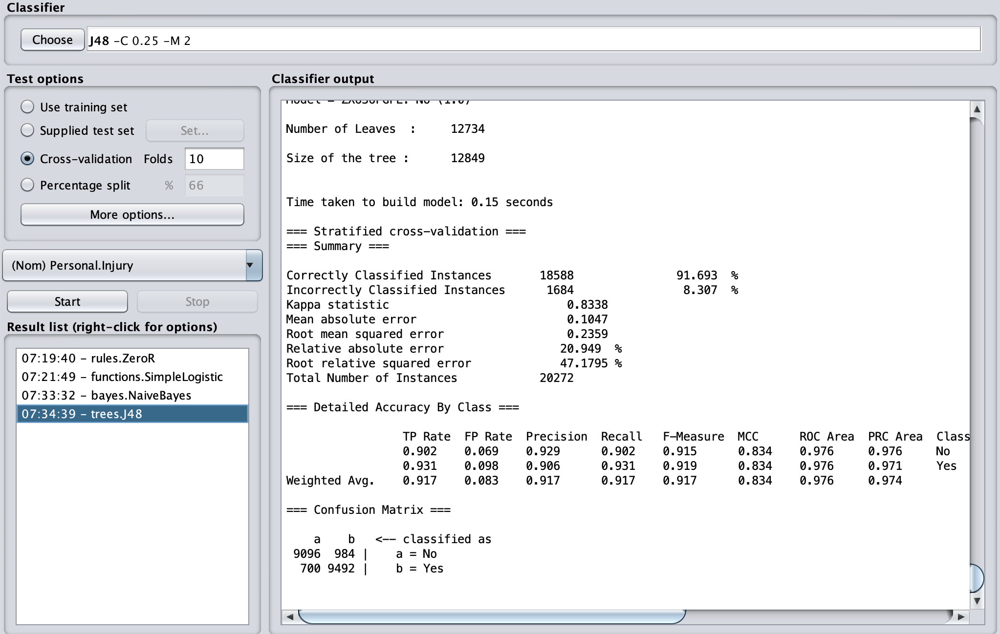 Classifier
Choose
J48 -C 0.25 -M 2
Test options
Use training set
Supplied test set Set...
Cross-validation Folds 10
Percentage split % 66
More options...
(Nom) Personal.Injury
Start Stop
Result list (right-click for options)
07:19:40 - rules.ZeroR
07:21:49 - functions.SimpleLogistic
07:33:32 - bayes.NaiveBayes
07:34:39 - trees.J48
Classifier output
Number of Leaves : 12734
Size of the tree : 12849
Time taken to build model: 0.15 seconds
=== Stratified cross-validation ===
=== Summary ===
Correctly Classified Instances 18588 91.693 %
Incorrectly Classified Instances 1684 8.307 %
Kappa statistic 0.8338
Mean absolute error 0.1047
Root mean squared error 0.2359
Relative absolute error 20.949 %
Root relative squared error 47.1795 %
Total Number of Instances 20272
=== Detailed Accuracy By Class ===
TP Rate FP Rate Precision Recall F-Measure MCC ROC Area PRC Area Class
0.902 0.069 0.929 0.902 0.915 0.834 0.976 0.976 No
0.931 0.098 0.906 0.931 0.919 0.834 0.976 0.971 Yes
Weighted Avg. 0.917 0.083 0.917 0.917 0.917 0.834 0.976 0.974
=== Confusion Matrix ===
a b <-- classified as
9096 984 | a = No
700 9492 | b = Yes